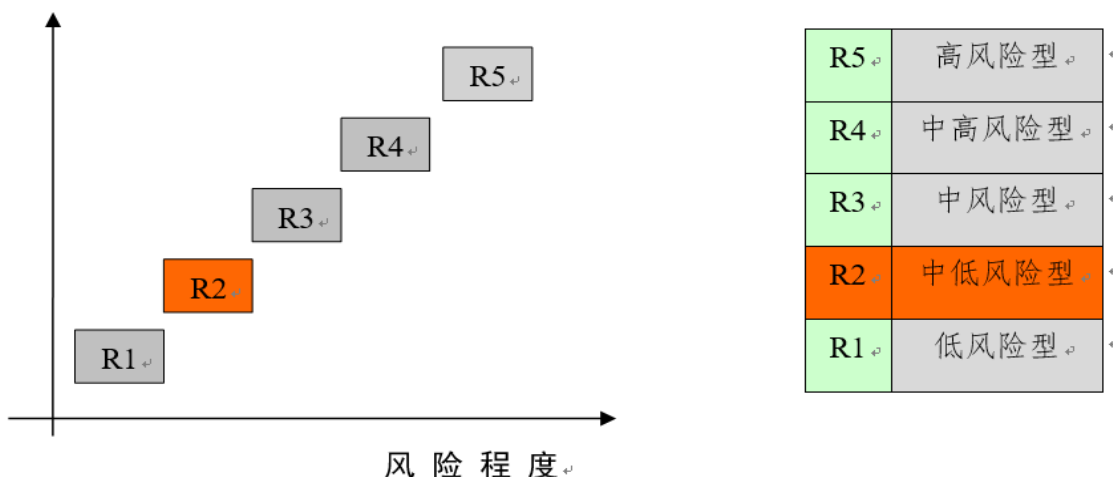 R5
R4
R3
R2
R1
风险程度
R5 高风险型
R4 中高风险型
R3 中风险型
R2 中低风险型
R1 低风险型